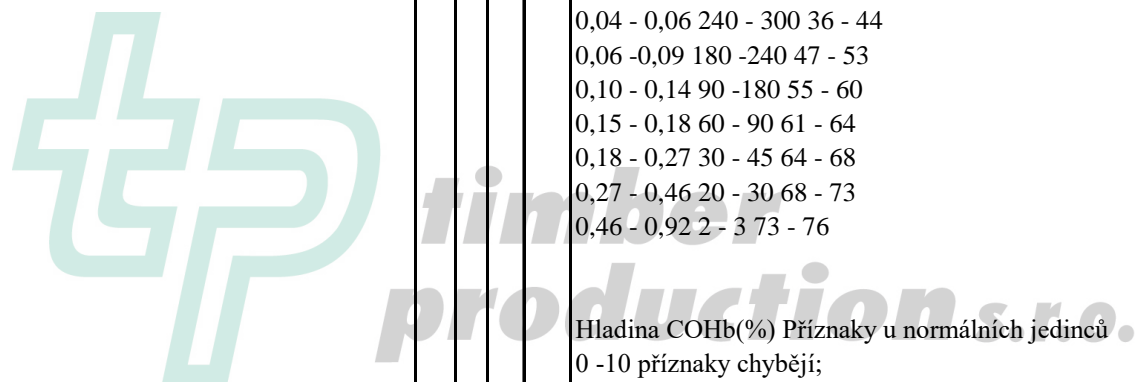 0,04 - 0,06 240 - 300 36 - 44
0,06 -0,09 180 -240 47 - 53
0,10 - 0,14 90 -180 55 - 60
0,15 - 0,18 60 - 90 61 - 64
0,18 - 0,27 30 - 45 64 - 68
0,27 - 0,46 20 - 30 68 - 73
0,46 - 0,92 2 - 3 73 - 76
tp
timber
production s.r.o.
Hladina COHb(%) Příznaky u normálních jedinců
0 -10 příznaky chybějí;